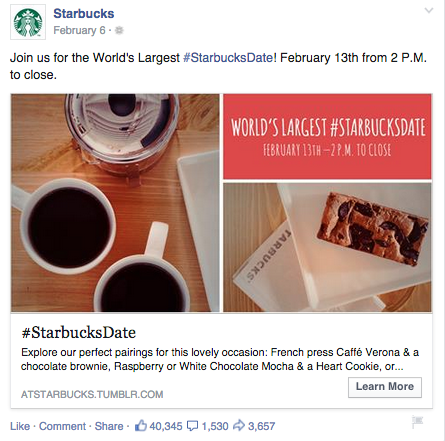 Starbucks
February 6 ·
Join us for the World's Largest #StarbucksDate! February 13th from 2 P.M.
to close.
WORLD'S LARGEST #STARBUCKSDATE
FEBRUARY 13TH – 2 P.M. TO CLOSE
STARBUCKS
#StarbucksDate
Explore our perfect pairings for this lovely occasion: French press Caffé Verona & a
chocolate brownie, Raspberry or White Chocolate Mocha & a Heart Cookie, or...
Learn More
ATSTARBUCKS.TUMBLR.COM
Like · Comment · Share · 40,345 1,530 3,657